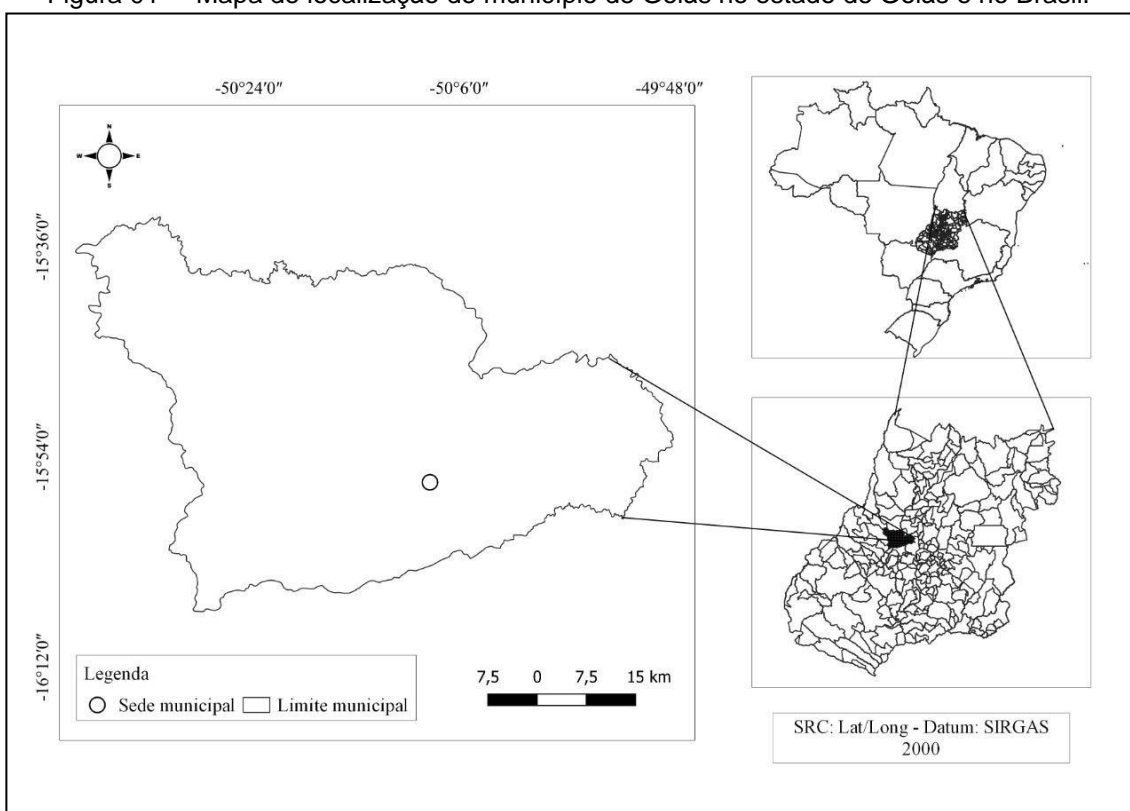 Figura 01 – Mapa de localização do município de Goiás no estado de Goiás e no Brasil.
-50°24′0″ -50°6′0″ -49°48′0″
N
W E
S
-15°36′0″
-15°54′0″
-16°12′0″
Legenda
Sede municipal Limite municipal
7,5 0 7,5 15 km
SRC: Lat/Long - Datum: SIRGAS
2000